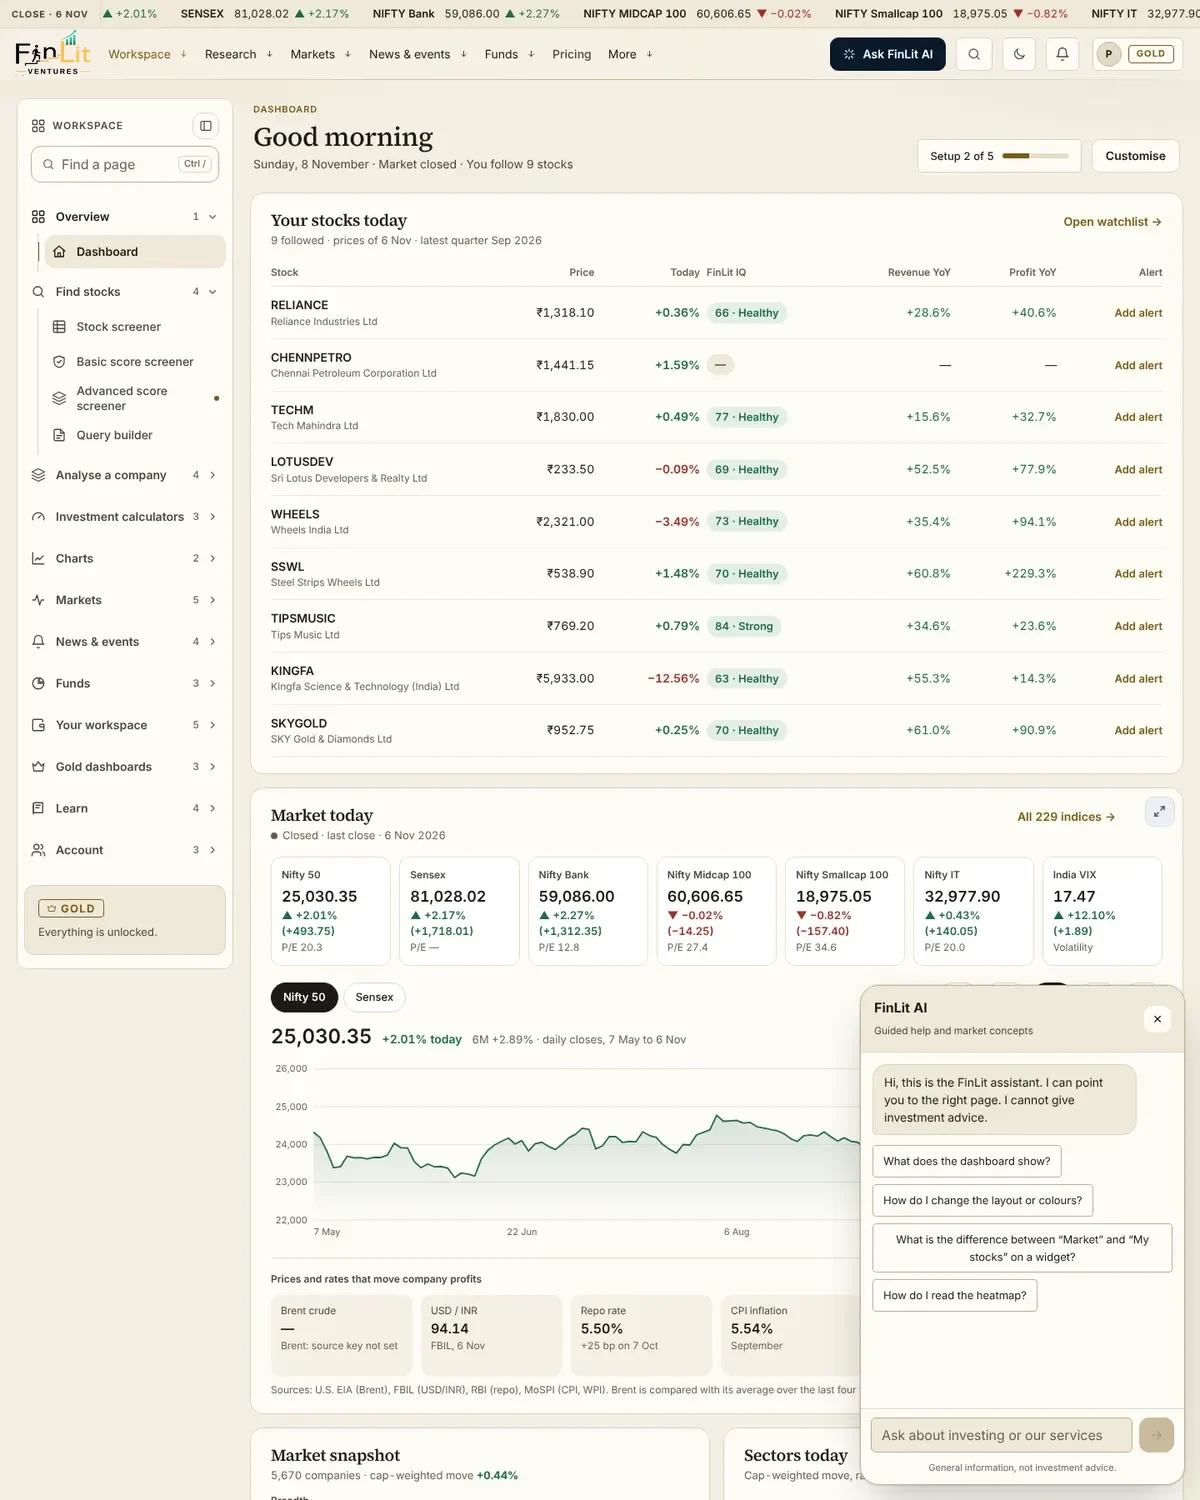 CLOSE · 6 NOV ▲ +2.01% SENSEX 81,028.02 ▲ +2.17% NIFTY Bank 59,086.00 ▲ +2.27% NIFTY MIDCAP 100 60,606.65 ▼ −0.02% NIFTY Smallcap 100 18,975.05 ▼ −0.82% NIFTY IT 32,977.90
FinLit
VENTURES
Workspace Research Markets News & events Funds Pricing More
Ask FinLit AI
P GOLD
WORKSPACE
Find a page Ctrl /
Overview 1
Dashboard
Find stocks 4
Stock screener
Basic score screener
Advanced score
screener
Query builder
Analyse a company 4
Investment calculators 3
Charts 2
Markets 5
News & events 4
Funds 3
Your workspace 5
Gold dashboards 3
Learn 4
Account 3
GOLD
Everything is unlocked.
DASHBOARD
Good morning
Sunday, 8 November · Market closed · You follow 9 stocks
Setup 2 of 5
Customise
Your stocks today
Open watchlist →
9 followed · prices of 6 Nov · latest quarter Sep 2026
Stock Price Today FinLit IQ Revenue YoY Profit YoY Alert
RELIANCE
Reliance Industries Ltd
₹1,318.10 +0.36% 66 · Healthy +28.6% +40.6% Add alert
CHENNPETRO
Chennai Petroleum Corporation Ltd
₹1,441.15 +1.59% — — — Add alert
TECHM
Tech Mahindra Ltd
₹1,830.00 +0.49% 77 · Healthy +15.6% +32.7% Add alert
LOTUSDEV
Sri Lotus Developers & Realty Ltd
₹233.50 −0.09% 69 · Healthy +52.5% +77.9% Add alert
WHEELS
Wheels India Ltd
₹2,321.00 −3.49% 73 · Healthy +35.4% +94.1% Add alert
SSWL
Steel Strips Wheels Ltd
₹538.90 +1.48% 70 · Healthy +60.8% +229.3% Add alert
TIPSMUSIC
Tips Music Ltd
₹769.20 +0.79% 84 · Strong +34.6% +23.6% Add alert
KINGFA
Kingfa Science & Technology (India) Ltd
₹5,933.00 −12.56% 63 · Healthy +55.3% +14.3% Add alert
SKYGOLD
SKY Gold & Diamonds Ltd
₹952.75 +0.25% 70 · Healthy +61.0% +90.9% Add alert
Market today
All 229 indices →
Closed · last close · 6 Nov 2026
Nifty 50
25,030.35
▲ +2.01%
(+493.75)
P/E 20.3
Sensex
81,028.02
▲ +2.17%
(+1,718.01)
P/E —
Nifty Bank
59,086.00
▲ +2.27%
(+1,312.35)
P/E 12.8
Nifty Midcap 100
60,606.65
▼ −0.02%
(−14.25)
P/E 27.4
Nifty Smallcap 100
18,975.05
▼ −0.82%
(−157.40)
P/E 34.6
Nifty IT
32,977.90
▲ +0.43%
(+140.05)
P/E 20.0
India VIX
17.47
▲ +12.10%
(+1.89)
Volatility
Nifty 50 Sensex
25,030.35 +2.01% today 6M +2.89% · daily closes, 7 May to 6 Nov
26,000
25,000
24,000
23,000
22,000
7 May 22 Jun 6 Aug
Prices and rates that move company profits
Brent crude
—
Brent: source key not set
USD / INR
94.14
FBIL, 6 Nov
Repo rate
5.50%
+25 bp on 7 Oct
CPI inflation
5.54%
September
Sources: U.S. EIA (Brent), FBIL (USD/INR), RBI (repo), MoSPI (CPI, WPI). Brent is compared with its average over the last four
Market snapshot
5,670 companies · cap-weighted move +0.44%
Sectors today
Cap-weighted move, ra
FinLit AI
Guided help and market concepts
Hi, this is the FinLit assistant. I can point
you to the right page. I cannot give
investment advice.
What does the dashboard show?
How do I change the layout or colours?
What is the difference between “Market” and “My
stocks” on a widget?
How do I read the heatmap?
Ask about investing or our services
General information, not investment advice.